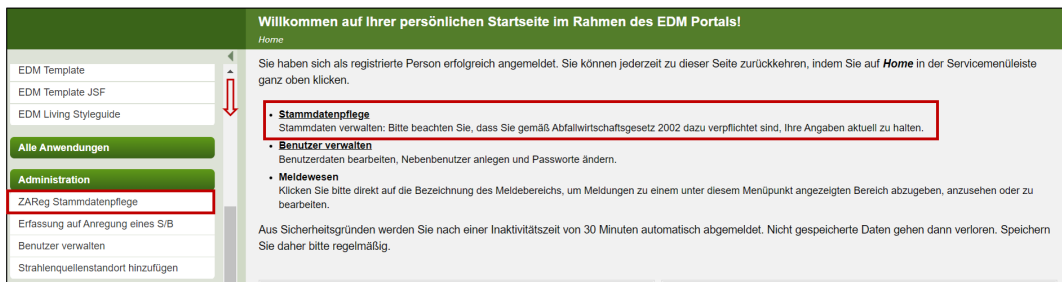 Willkommen auf Ihrer persönlichen Startseite im Rahmen des EDM Portals!
Home
EDM Template
EDM Template JSF
EDM Living Styleguide
Alle Anwendungen
Administration
ZAReg Stammdatenpflege
Erfassung auf Anregung eines S/B
Benutzer verwalten
Strahlenquellenstandort hinzufügen
Sie haben sich als registrierte Person erfolgreich angemeldet. Sie können jederzeit zu dieser Seite zurückkehren, indem Sie auf Home in der Servicemenüleiste
ganz oben klicken.
• Stammdatenpflege
Stammdaten verwalten: Bitte beachten Sie, dass Sie gemäß Abfallwirtschaftsgesetz 2002 dazu verpflichtet sind, Ihre Angaben aktuell zu halten.
• Benutzer verwalten
Benutzerdaten bearbeiten, Nebenbenutzer anlegen und Passworte ändern.
• Meldewesen
Klicken Sie bitte direkt auf die Bezeichnung des Meldebereichs, um Meldungen zu einem unter diesem Menüpunkt angezeigten Bereich abzugeben, anzusehen oder zu
bearbeiten.
Aus Sicherheitsgründen werden Sie nach einer Inaktivitätszeit von 30 Minuten automatisch abgemeldet. Nicht gespeicherte Daten gehen dann verloren. Speichern
Sie daher bitte regelmäßig.